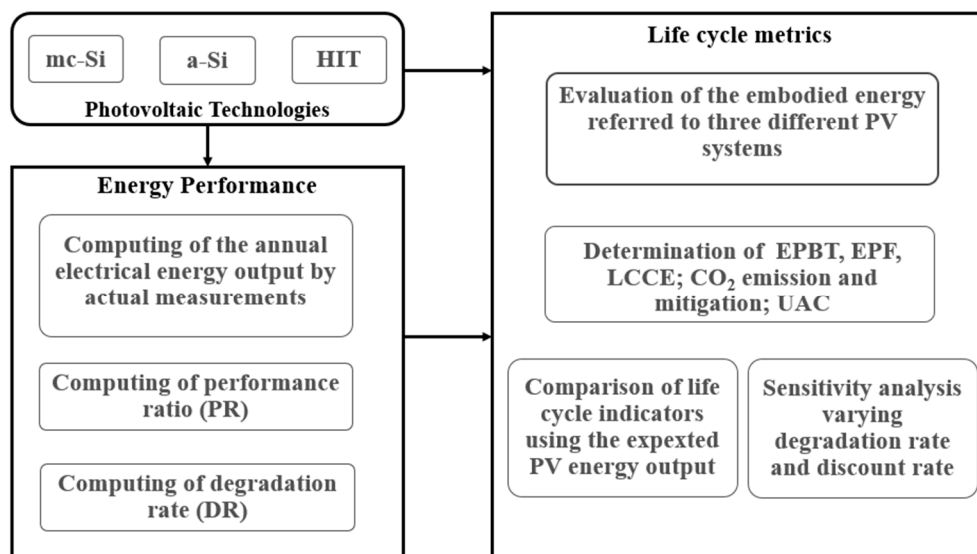 mc-Si
a-Si
HIT
Photovoltaic Technologies
Energy Performance
Computing of the annual
electrical energy output by
actual measurements
Computing of performance
ratio (PR)
Computing of degradation
rate (DR)
Life cycle metrics
Evaluation of the embodied energy
referred to three different PV
systems
Determination of EPBT, EPF,
LCCE; CO₂ emission and
mitigation; UAC
Comparison of life
cycle indicators
using the expexted
PV energy output
Sensitivity analysis
varying
degradation rate
and discount rate